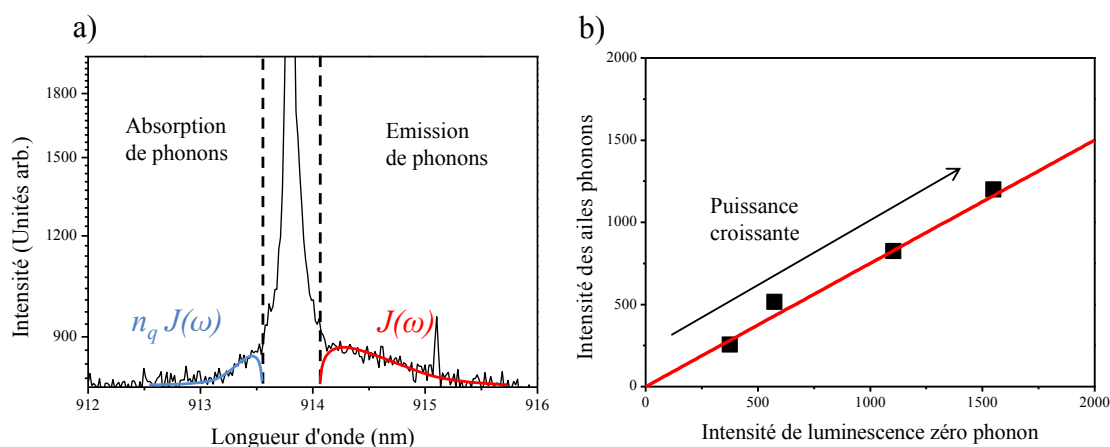 a)
Intensité (Unités arb.)
1800
1500
1200
900
Absorption
de phonons
Emission
de phonons
n_q J(ω)
J(ω)
912
913
914
915
916
Longueur d'onde (nm)
b)
Intensité des ailes phonons
2000
1500
1000
500
0
Puissance
croissante
0
500
1000
1500
2000
Intensité de luminescence zéro phonon